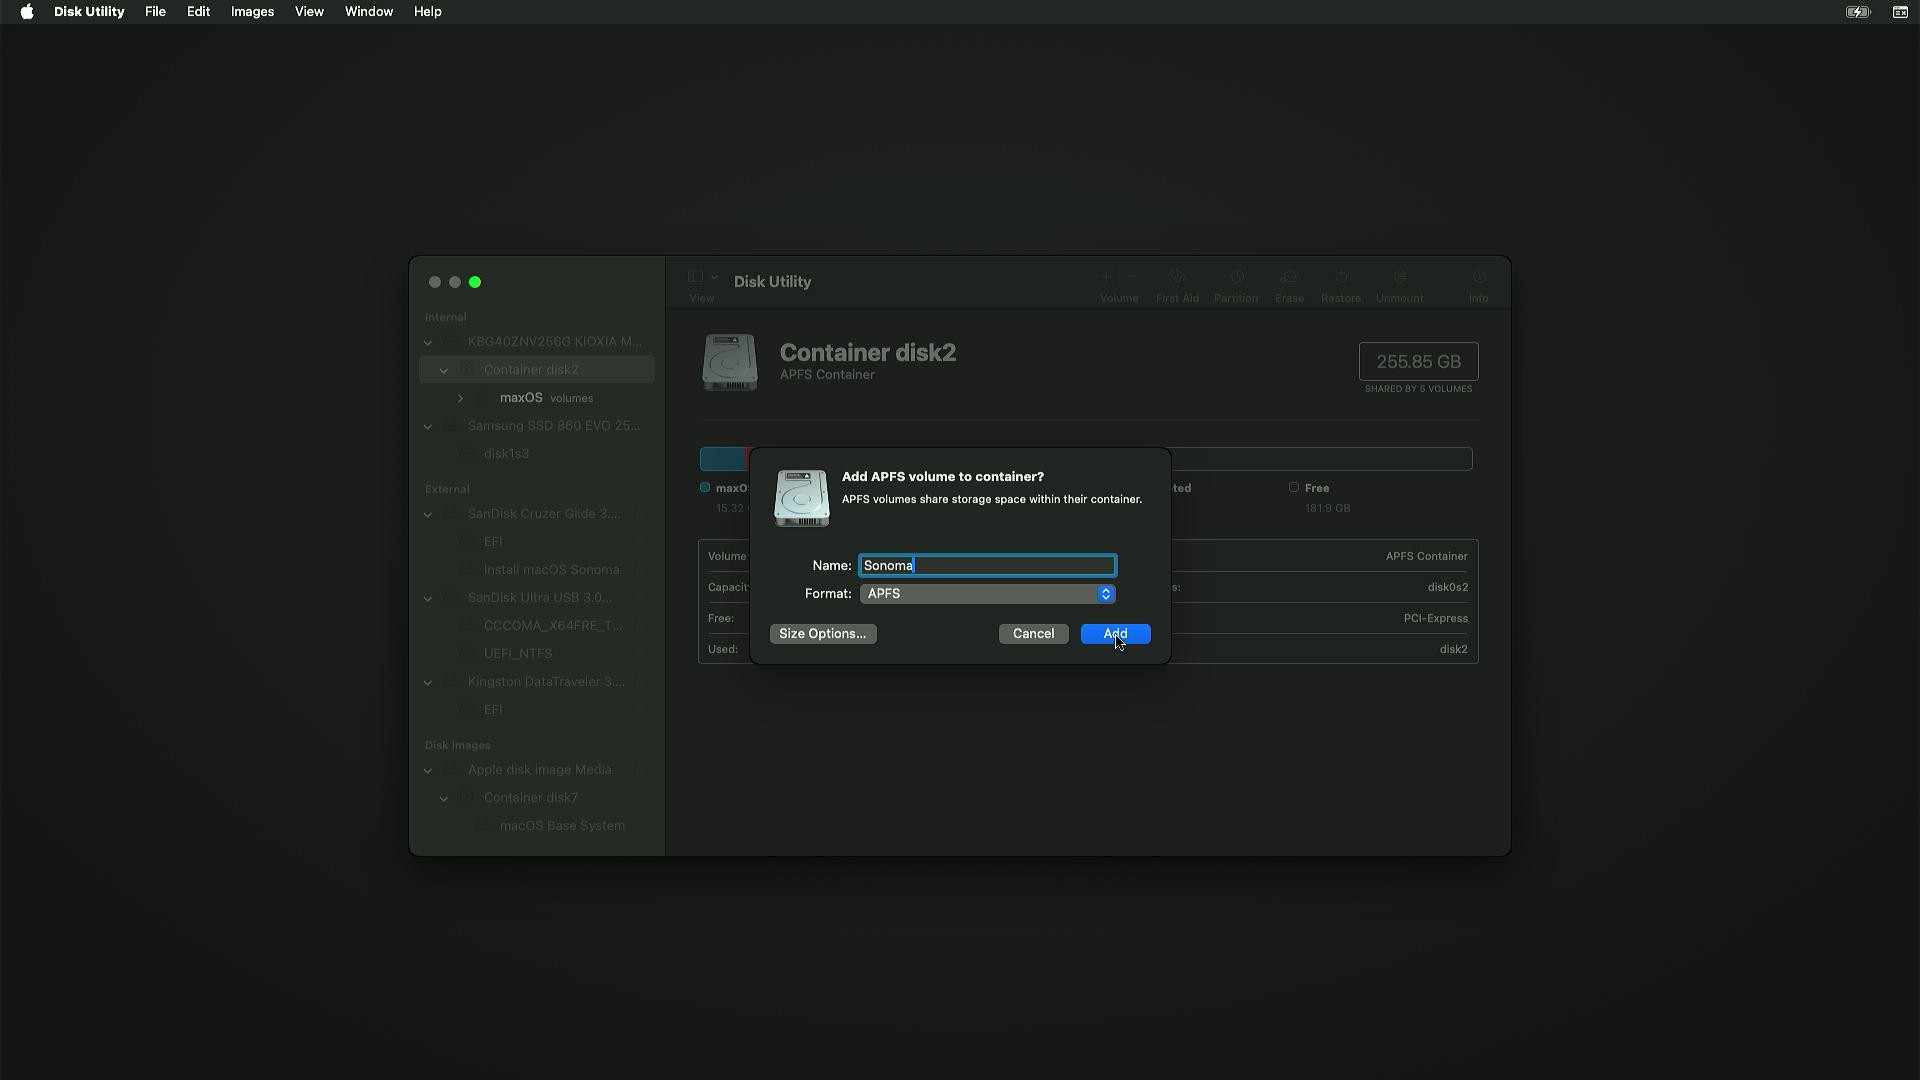 Disk Utility File Edit Images View Window Help
Disk Utility
View
Volume First Aid Partition Erase Restore Unmount Info
Internal
KBG40ZNV256G KIOXIA M...
Container disk2
maxOS volumes
Samsung SSD 860 EVO 25...
disk1s3
External
SanDisk Cruzer Glide 3....
EFI
Install macOS Sonoma
SanDisk Ultra USB 3.0...
CCCOMA_X64FRE_T...
UEFI_NTFS
Kingston DataTraveler 3....
EFI
Disk Images
Apple disk image Media
Container disk7
macOS Base System
Container disk2
APFS Container
255.85 GB
SHARED BY 5 VOLUMES
Free
181.9 GB
15.32
Volume APFS Container
disk0s2
Free: PCI-Express
Used: disk2
Add APFS volume to container?
APFS volumes share storage space within their container.
Name: Sonoma
Format: APFS
Size Options... Cancel Add